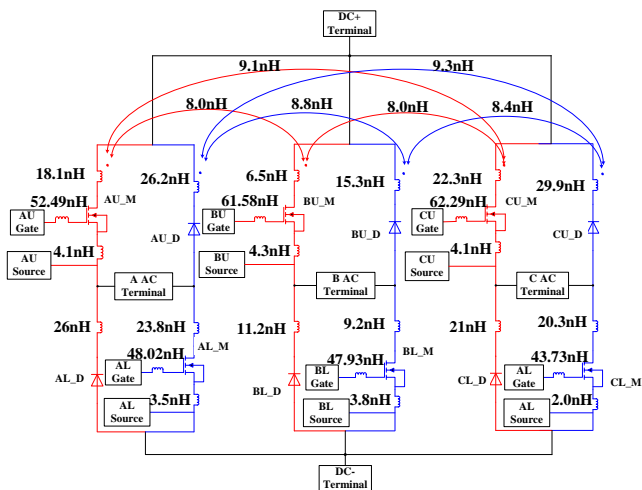 DC+
Terminal
9.1nH
9.3nH
8.0nH
8.8nH
8.0nH
8.4nH
18.1nH
26.2nH
6.5nH
15.3nH
22.3nH
29.9nH
52.49nH
AU_M
61.58nH
BU_M
62.29nH
CU_M
AU
Gate
BU
Gate
CU
Gate
AU_D
BU_D
CU_D
4.1nH
4.3nH
4.1nH
AU
Source
BU
Source
CU
Source
A AC
Terminal
B AC
Terminal
C AC
Terminal
26nH
23.8nH
11.2nH
9.2nH
21nH
20.3nH
48.02nH
AL_M
47.93nH
BL_M
43.73nH
AL
Gate
BL
Gate
AL
Gate
AL_D
BL_D
CL_D
CL_M
3.5nH
3.8nH
2.0nH
AL
Source
BL
Source
AL
Source
DC-
Terminal